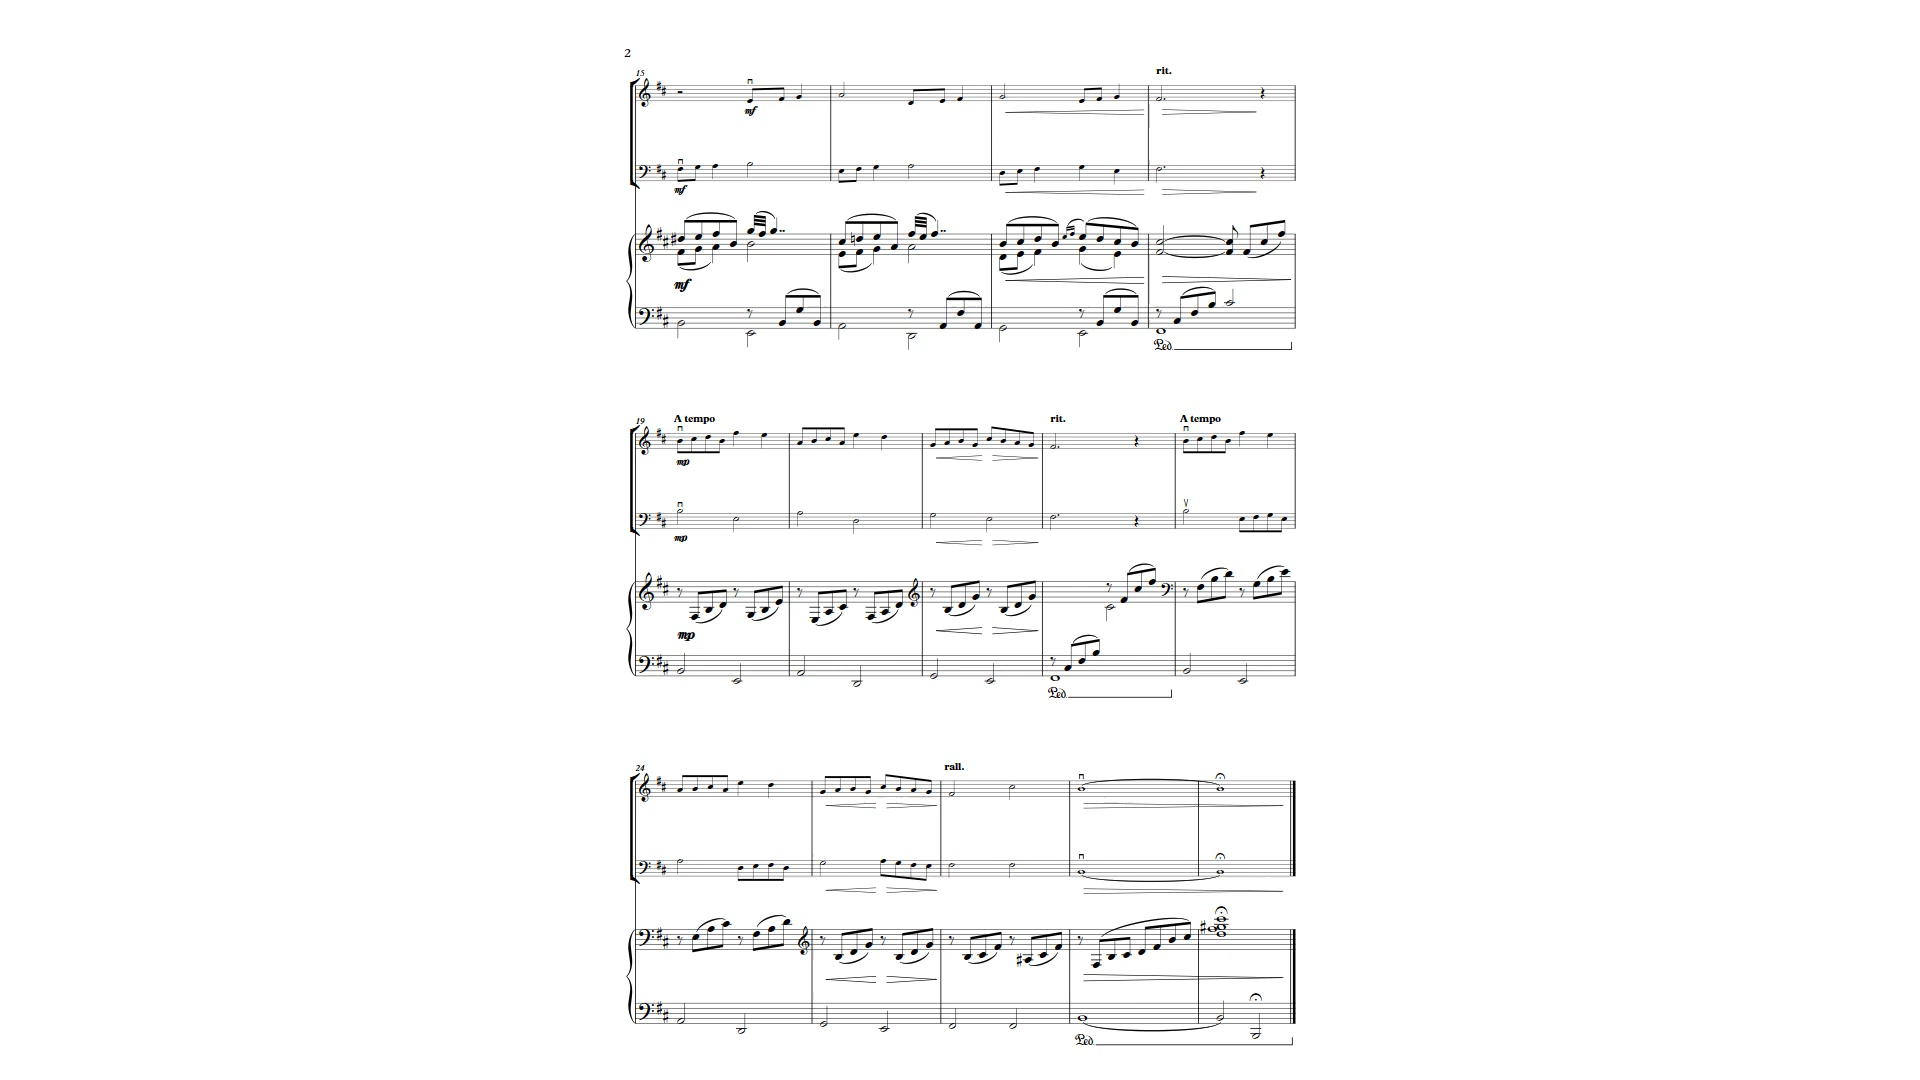 2
15
rit.
mf
mf
mf
Ped.
19
A tempo
rit.
A tempo
mp
mp
mp
Ped.
24
rall.
Ped.